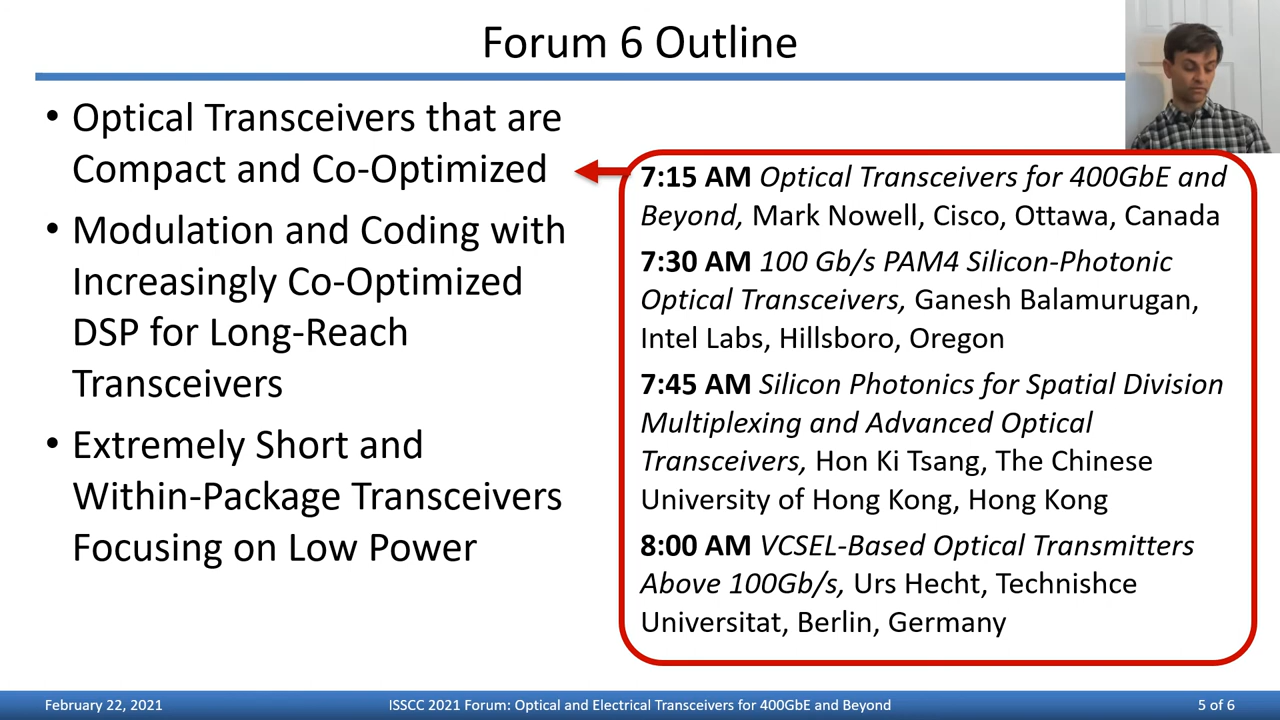 Forum 6 Outline
• Optical Transceivers that are
Compact and Co-Optimized
• Modulation and Coding with
Increasingly Co-Optimized
DSP for Long-Reach
Transceivers
• Extremely Short and
Within-Package Transceivers
Focusing on Low Power
7:15 AM Optical Transceivers for 400GbE and
Beyond, Mark Nowell, Cisco, Ottawa, Canada
7:30 AM 100 Gb/s PAM4 Silicon-Photonic
Optical Transceivers, Ganesh Balamurugan,
Intel Labs, Hillsboro, Oregon
7:45 AM Silicon Photonics for Spatial Division
Multiplexing and Advanced Optical
Transceivers, Hon Ki Tsang, The Chinese
University of Hong Kong, Hong Kong
8:00 AM VCSEL-Based Optical Transmitters
Above 100Gb/s, Urs Hecht, Technishce
Universitat, Berlin, Germany
February 22, 2021
ISSCC 2021 Forum: Optical and Electrical Transceivers for 400GbE and Beyond
5 of 6